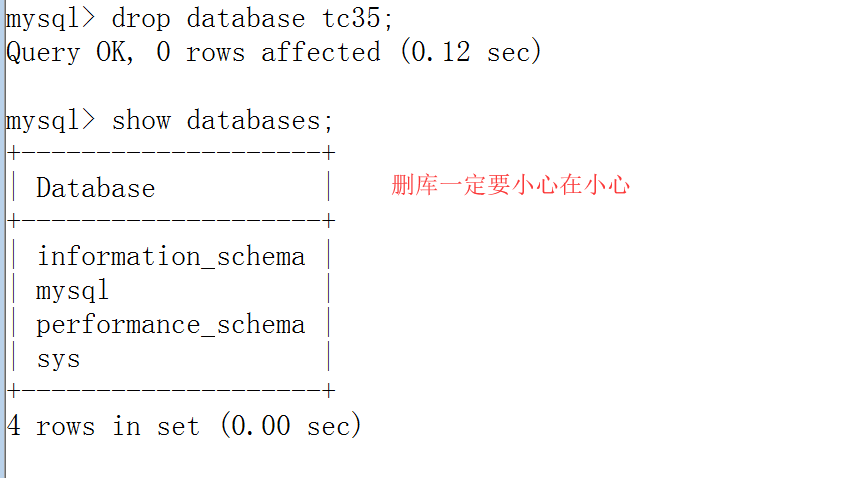 mysql> drop database tc35;
Query OK, 0 rows affected (0.12 sec)
mysql> show databases;
+--------------------+
| Database           |
删库一定要小心在小心
+--------------------+
| information_schema |
| mysql              |
| performance_schema |
| sys                |
+--------------------+
4 rows in set (0.00 sec)